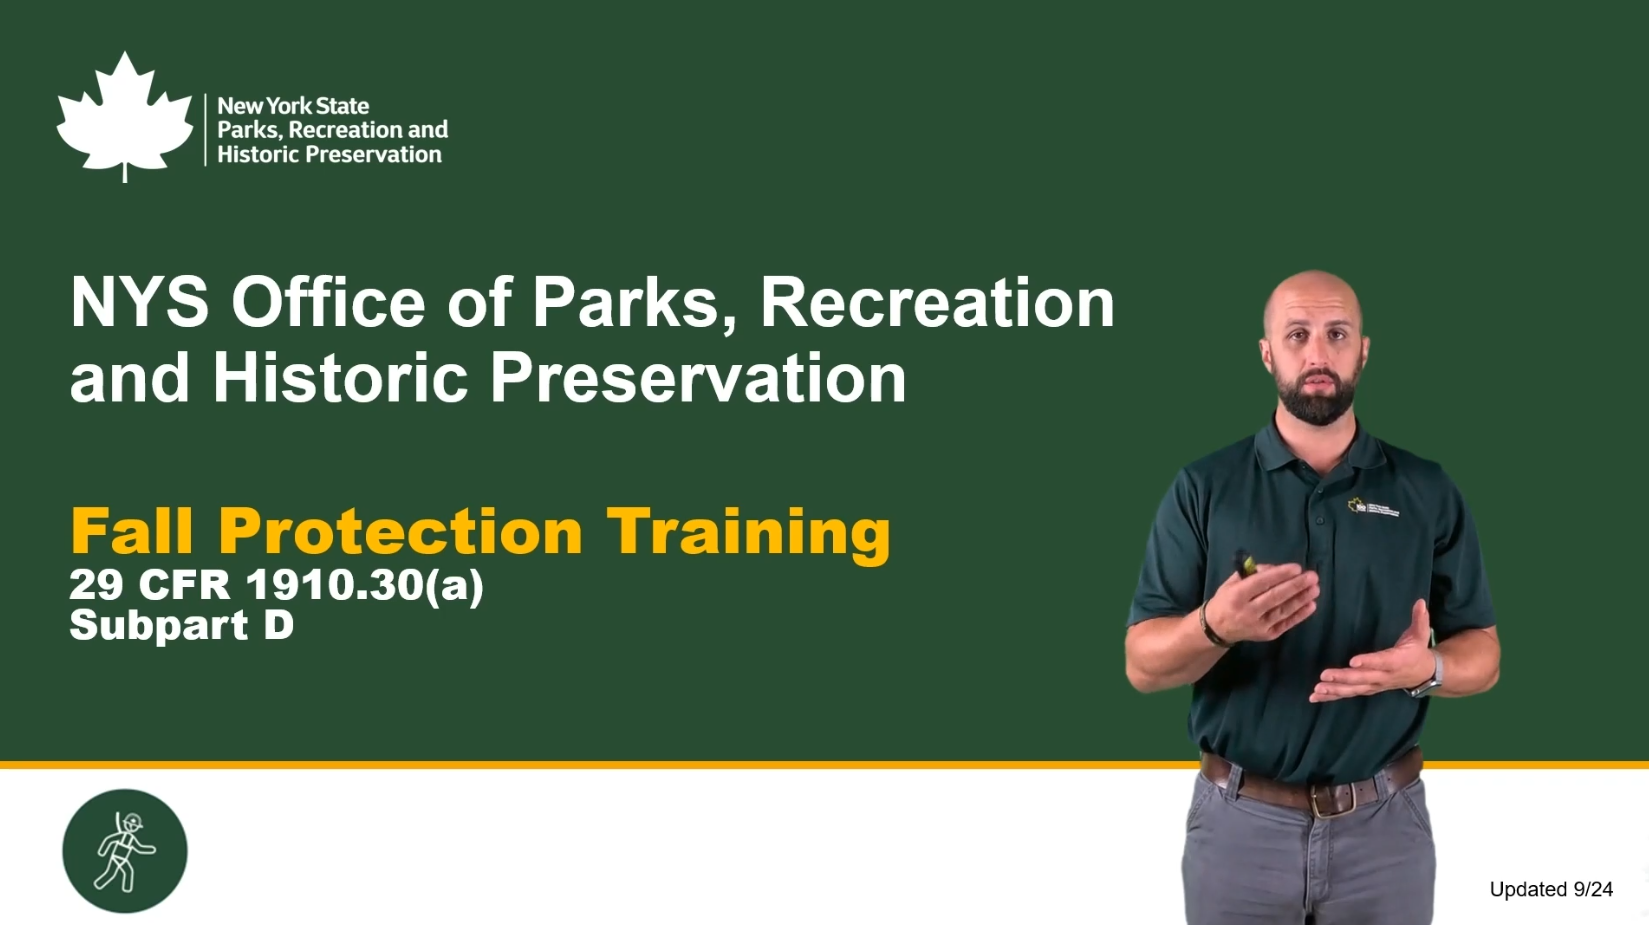 New York State
Parks, Recreation and
Historic Preservation
NYS Office of Parks, Recreation
and Historic Preservation
Fall Protection Training
29 CFR 1910.30(a)
Subpart D
Updated 9/24